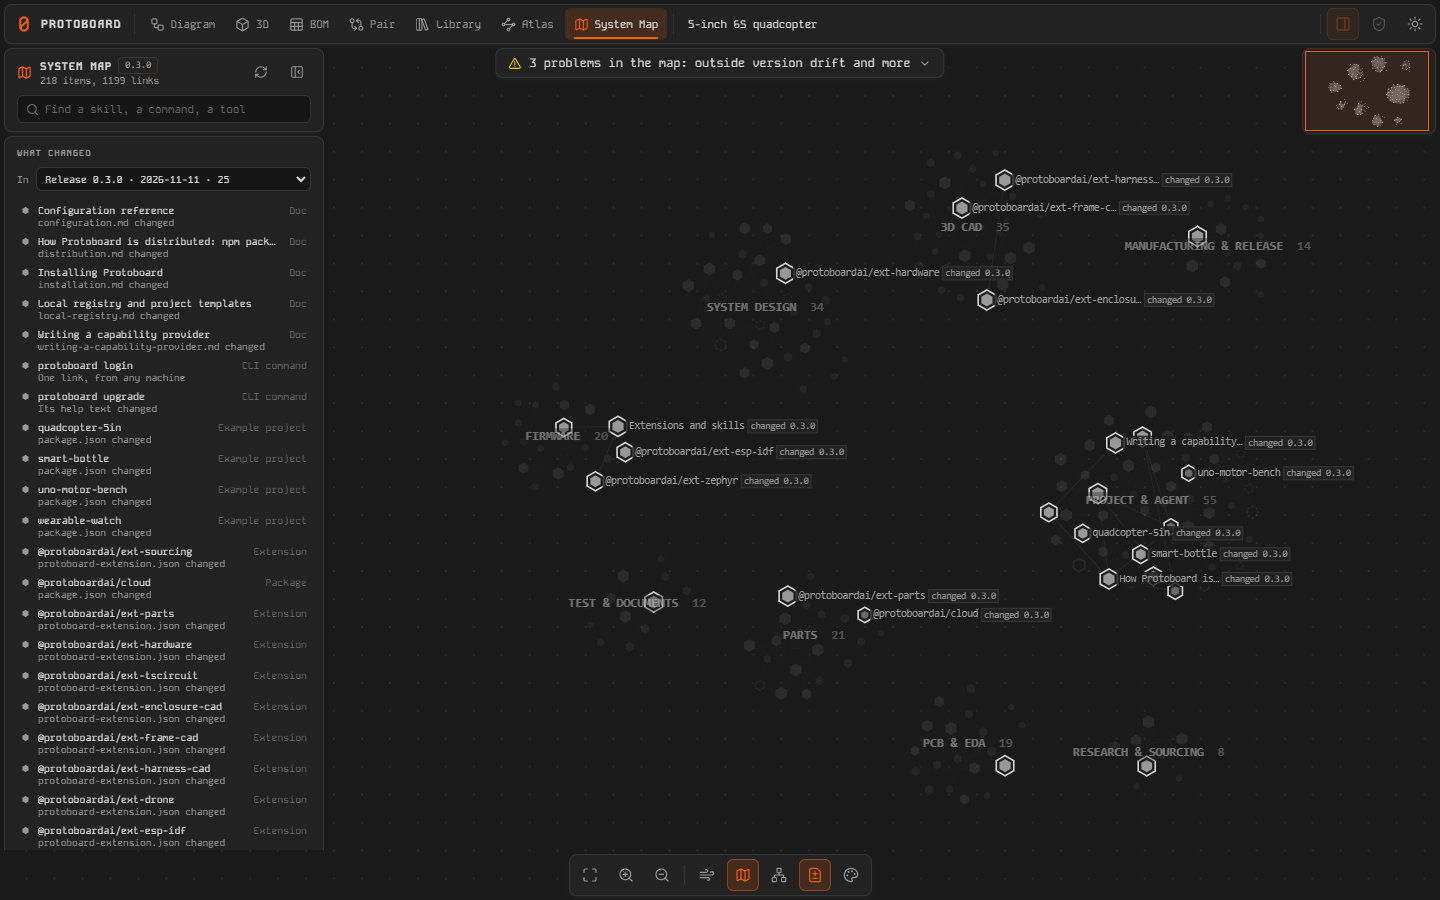 PROTOBOARD Diagram 3D BOM Pair Library Atlas System Map 5-inch 6S quadcopter
SYSTEM MAP 0.3.0
218 items, 1199 links
Find a skill, a command, a tool
3 problems in the map: outside version drift and more
WHAT CHANGED
In Release 0.3.0 · 2026-11-11 · 25
Configuration reference Doc
configuration.md changed
How Protoboard is distributed: npm pack… Doc
distribution.md changed
Installing Protoboard Doc
installation.md changed
Local registry and project templates Doc
local-registry.md changed
Writing a capability provider Doc
writing-a-capability-provider.md changed
protoboard login CLI command
One link, from any machine
protoboard upgrade CLI command
Its help text changed
quadcopter-5in Example project
package.json changed
smart-bottle Example project
package.json changed
uno-motor-bench Example project
package.json changed
wearable-watch Example project
package.json changed
@protoboardai/ext-sourcing Extension
protoboard-extension.json changed
@protoboardai/cloud Package
package.json changed
@protoboardai/ext-parts Extension
protoboard-extension.json changed
@protoboardai/ext-hardware Extension
protoboard-extension.json changed
@protoboardai/ext-tscircuit Extension
protoboard-extension.json changed
@protoboardai/ext-enclosure-cad Extension
protoboard-extension.json changed
@protoboardai/ext-frame-cad Extension
protoboard-extension.json changed
@protoboardai/ext-harness-cad Extension
protoboard-extension.json changed
@protoboardai/ext-drone Extension
protoboard-extension.json changed
@protoboardai/ext-esp-idf Extension
protoboard-extension.json changed
@protoboardai/ext-harness… changed 0.3.0
@protoboardai/ext-frame-c… changed 0.3.0
3D CAD 35
MANUFACTURING & RELEASE 14
@protoboardai/ext-hardware changed 0.3.0
@protoboardai/ext-enclosu… changed 0.3.0
SYSTEM DESIGN 34
Extensions and skills changed 0.3.0
FIRMWARE 20
@protoboardai/ext-esp-idf changed 0.3.0
@protoboardai/ext-zephyr changed 0.3.0
Writing a capability… changed 0.3.0
uno-motor-bench changed 0.3.0
PROJECT & AGENT 55
quadcopter-5in changed 0.3.0
smart-bottle changed 0.3.0
How Protoboard is… changed 0.3.0
TEST & DOCUMENTS 12
@protoboardai/ext-parts changed 0.3.0
@protoboardai/cloud changed 0.3.0
PARTS 21
PCB & EDA 19
RESEARCH & SOURCING 8